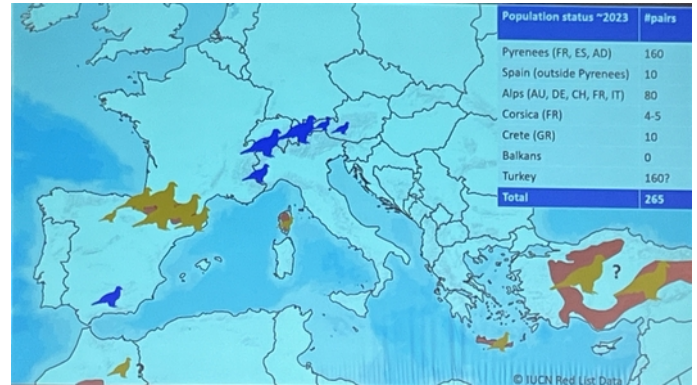 Population status ~2023 #pairs
Pyrenees (FR, ES, AD) 160
Spain (outside Pyrenees) 10
Alps (AU, DE, CH, FR, IT) 80
Corsica (FR) 4-5
Crete (GR) 10
Balkans 0
Turkey 160?
Total 265
?
?
© IUCN Red List Data